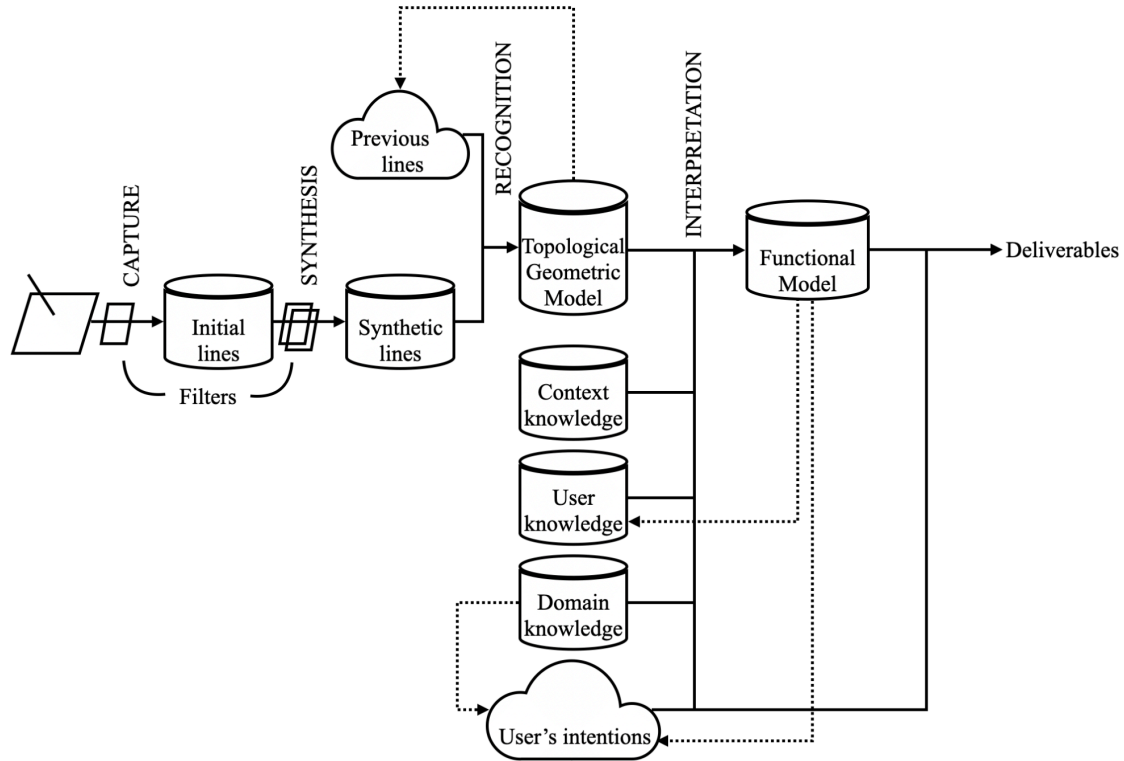 RECOGNITION
Previous
lines
INTERPRETATION
SYNTHESIS
CAPTURE
Topological
Geometric
Model
Functional
Model
Deliverables
Initial
lines
Synthetic
lines
Filters
Context
knowledge
User
knowledge
Domain
knowledge
User's intentions